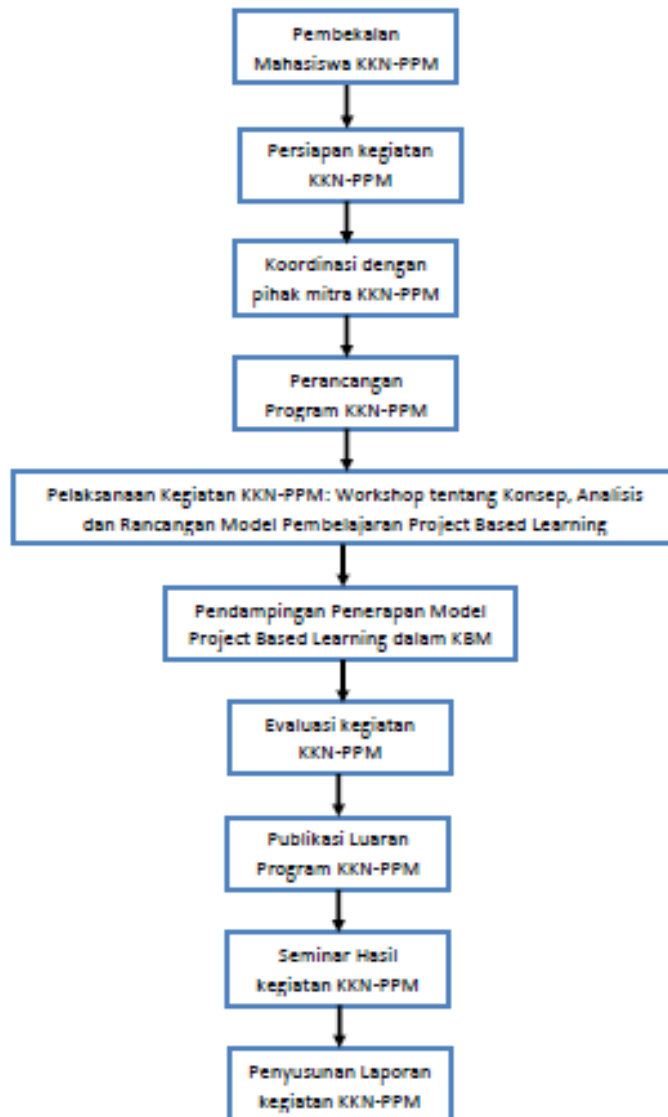 Pembekalan
Mahasiswa KKN-PPM
Persiapan kegiatan
KKN-PPM
Koordinasi dengan
pihak mitra KKN-PPM
Perancangan
Program KKN-PPM
Pelaksanaan Kegiatan KKN-PPM: Workshop tentang Konsep, Analisis
dan Rancangan Model Pembelajaran Project Based Learning
Pendampingan Penerapan Model
Project Based Learning dalam KBM
Evaluasi kegiatan
KKN-PPM
Publikasi Luaran
Program KKN-PPM
Seminar Hasil
kegiatan KKN-PPM
Penyusunan Laporan
kegiatan KKN-PPM